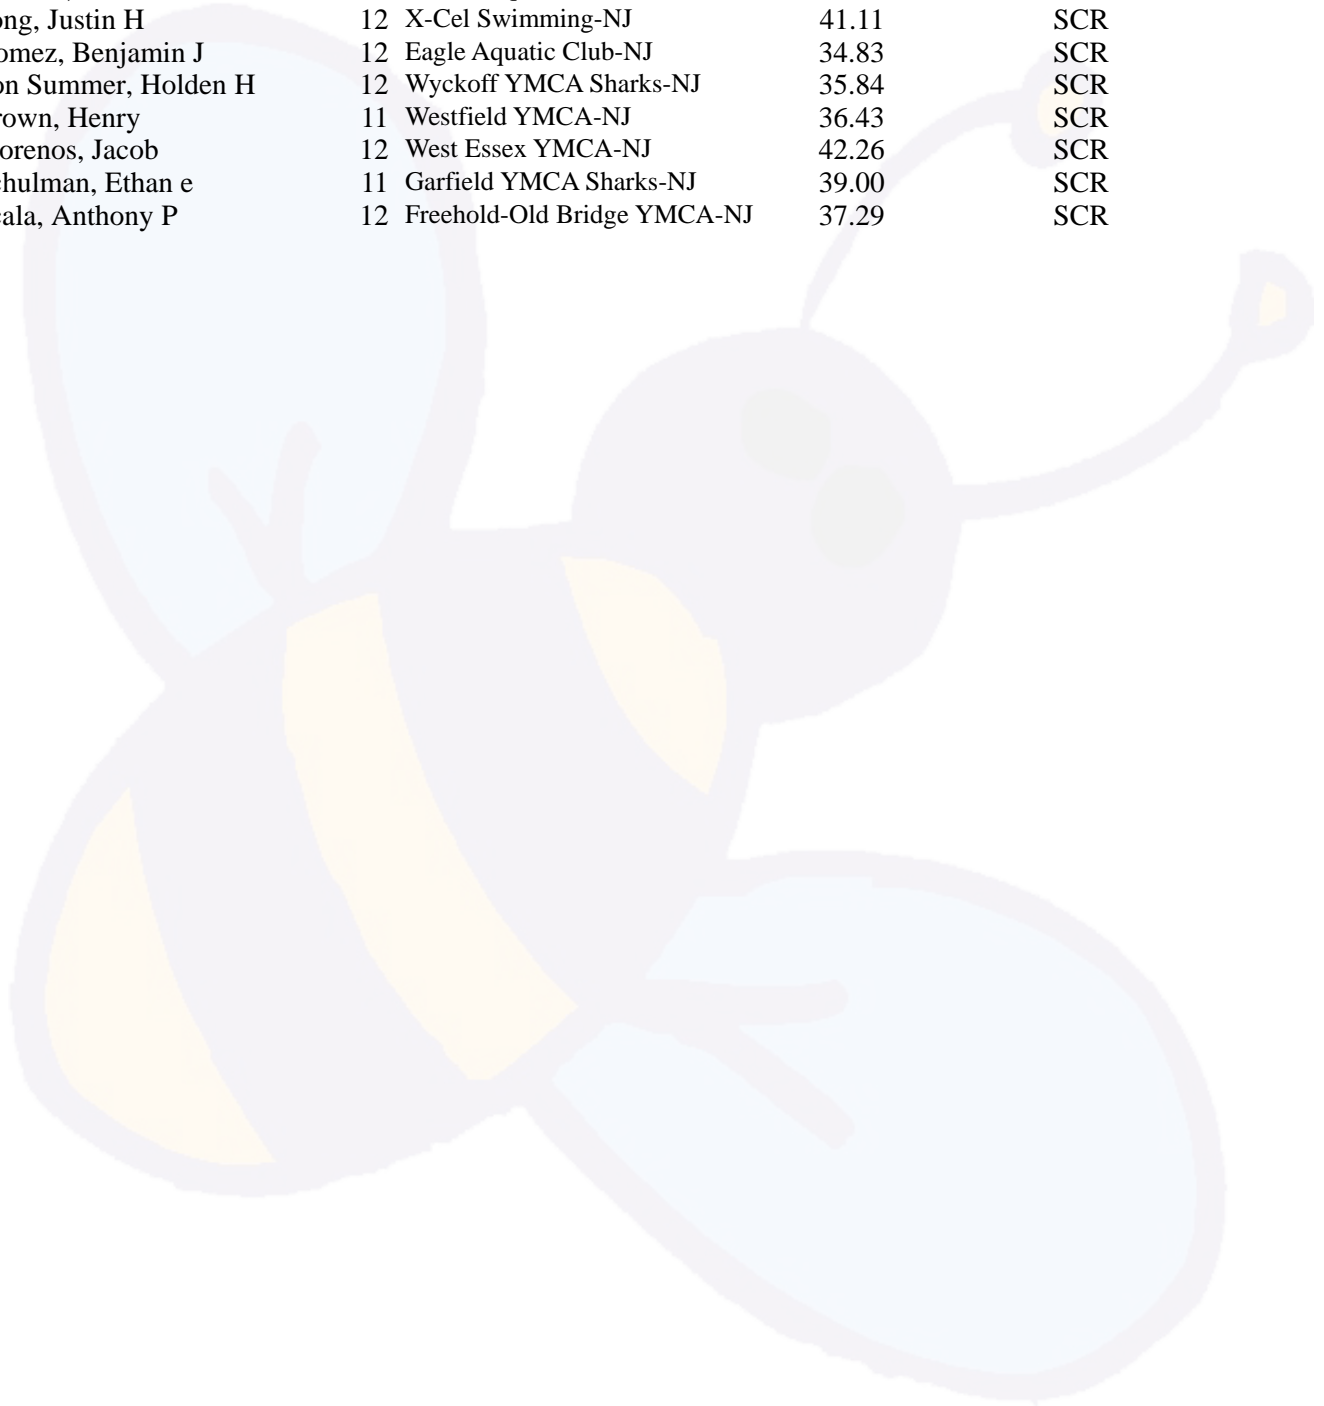 ong, Justin H 12 X-Cel Swimming-NJ 41.11 SCR
omez, Benjamin J 12 Eagle Aquatic Club-NJ 34.83 SCR
on Summer, Holden H 12 Wyckoff YMCA Sharks-NJ 35.84 SCR
rown, Henry 11 Westfield YMCA-NJ 36.43 SCR
orenos, Jacob 12 West Essex YMCA-NJ 42.26 SCR
chulman, Ethan e 11 Garfield YMCA Sharks-NJ 39.00 SCR
cala, Anthony P 12 Freehold-Old Bridge YMCA-NJ 37.29 SCR